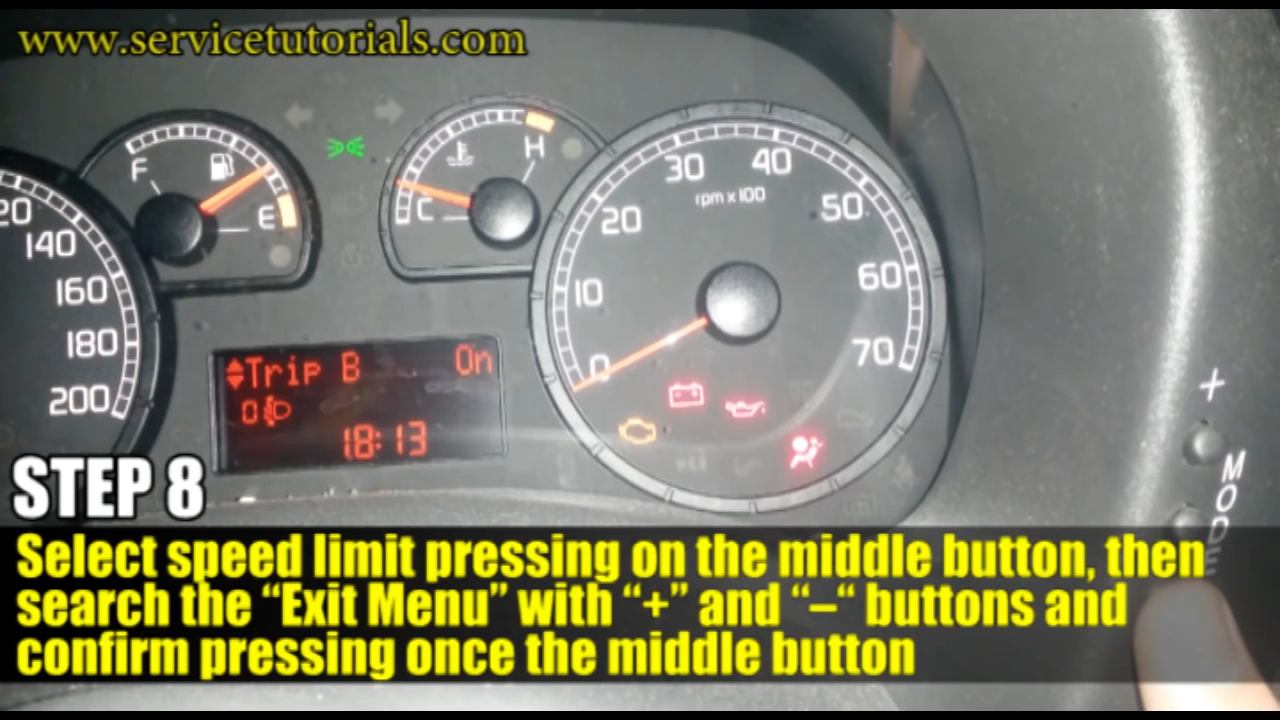 www.servicetutorials.com
F
E
C
H
20
140
160
180
200
0
10
20
30
40
50
60
70
rpm x 100
Trip B On
0
18:13
+
MODE
STEP 8
Select speed limit pressing on the middle button, then
search the “Exit Menu” with “+” and “–“ buttons and
confirm pressing once the middle button